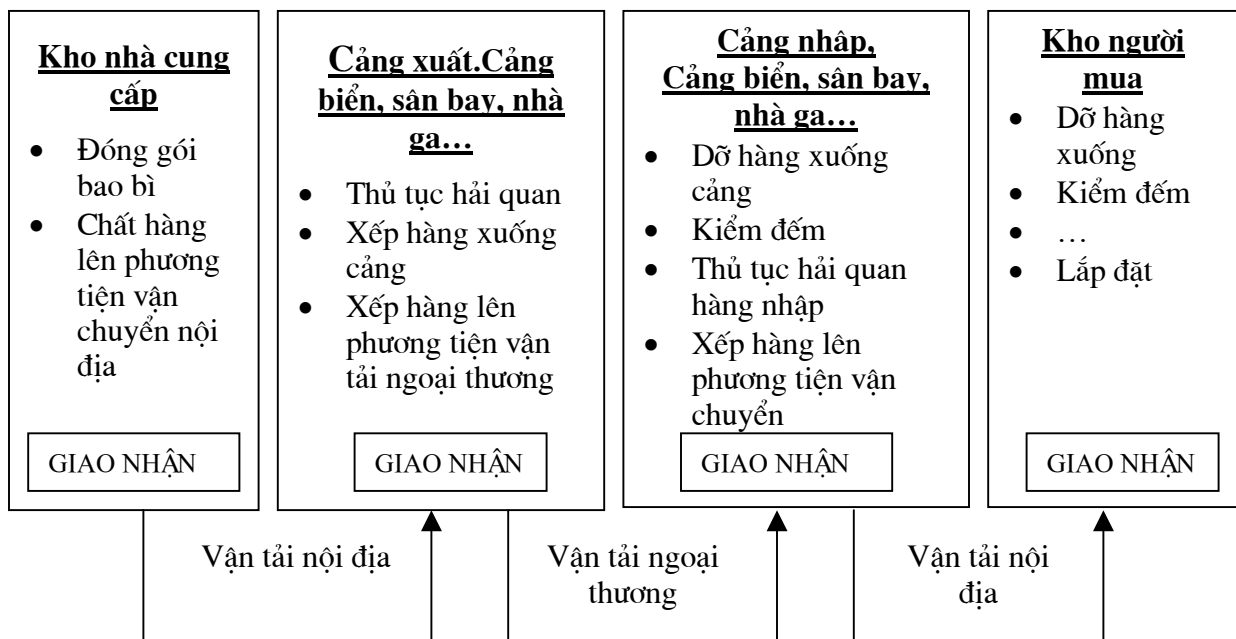 Kho nhà cung
cấp
• Đóng gói
bao bì
• Chất hàng
lên phương
tiện vận
chuyển nội
địa
GIAO NHẬN
Cảng xuất.Cảng
biển, sân bay, nhà
ga…
• Thủ tục hải quan
• Xếp hàng xuống
cảng
• Xếp hàng lên
phương tiện vận
tải ngoại thương
GIAO NHẬN
Cảng nhâp,
Cảng biển, sân bay,
nhà ga…
• Dỡ hàng xuống
cảng
• Kiểm đếm
• Thủ tục hải quan
hàng nhập
• Xếp hàng lên
phương tiện vận
chuyển
GIAO NHẬN
Kho người
mua
• Dỡ hàng
xuống
• Kiểm đếm
• …
• Lắp đặt
GIAO NHẬN
Vận tải nội địa
Vận tải ngoại
thương
Vận tải nội
địa